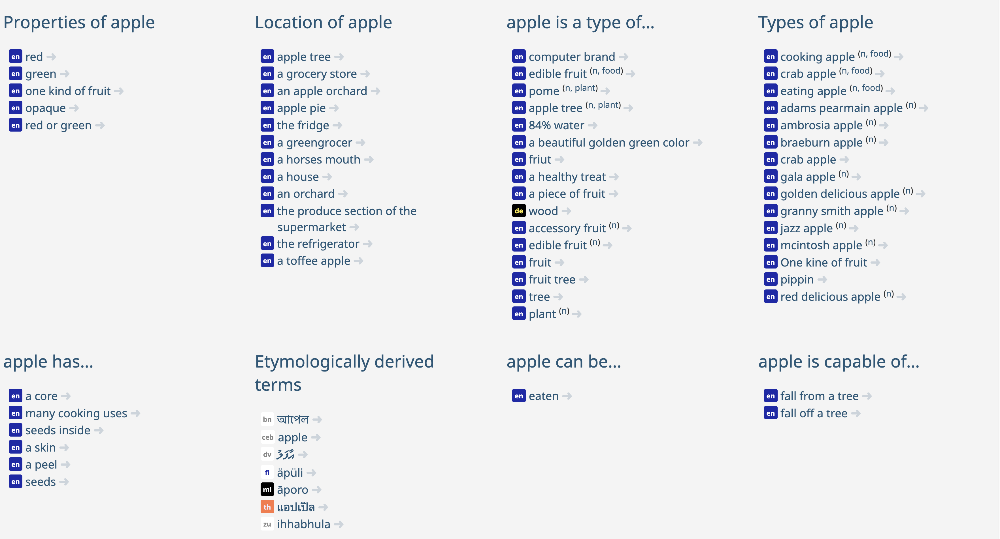 Properties of apple
en red
en green
en one kind of fruit
en opaque
en red or green
Location of apple
en apple tree
en a grocery store
en an apple orchard
en apple pie
en the fridge
en a greengrocer
en a horses mouth
en a house
en an orchard
en the produce section of the
supermarket
en the refrigerator
en a toffee apple
apple is a type of...
en computer brand
en edible fruit (n, food)
en pome (n, plant)
en apple tree (n, plant)
en 84% water
en a beautiful golden green color
en friut
en a healthy treat
en a piece of fruit
de wood
en accessory fruit (n)
en edible fruit (n)
en fruit
en fruit tree
en tree
en plant (n)
Types of apple
en cooking apple (n, food)
en crab apple (n, food)
en eating apple (n, food)
en adams pearmain apple (n)
en ambrosia apple (n)
en braeburn apple (n)
en crab apple
en gala apple (n)
en golden delicious apple (n)
en granny smith apple (n)
en jazz apple (n)
en mcintosh apple (n)
en One kine of fruit
en pippin
en red delicious apple (n)
apple has...
en a core
en many cooking uses
en seeds inside
en a skin
en a peel
en seeds
Etymologically derived
terms
bn আপেল
ceb apple
dv އާފަލު
fi äpüli
mi āporo
th แอปเปิล
zu ihhabhula
apple can be...
en eaten
apple is capable of...
en fall from a tree
en fall off a tree